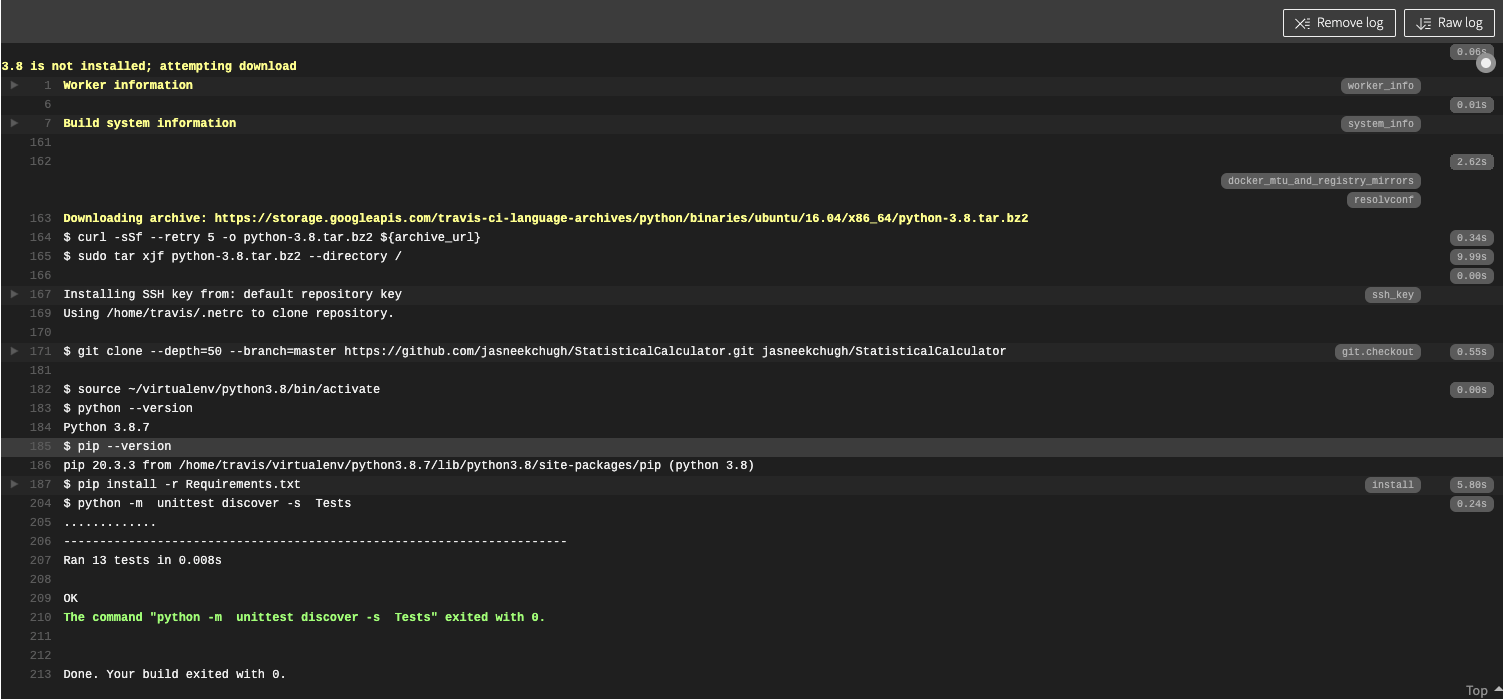 Remove log Raw log
0.06s
3.8 is not installed; attempting download
1 Worker information worker_info
6 0.01s
7 Build system information system_info
161
162 2.62s
docker_mtu_and_registry_mirrors
resolvconf
163 Downloading archive: https://storage.googleapis.com/travis-ci-language-archives/python/binaries/ubuntu/16.04/x86_64/python-3.8.tar.bz2
164 $ curl -sSf --retry 5 -o python-3.8.tar.bz2 ${archive_url} 0.34s
165 $ sudo tar xjf python-3.8.tar.bz2 --directory / 9.99s
166 0.00s
167 Installing SSH key from: default repository key ssh_key
169 Using /home/travis/.netrc to clone repository.
170
171 $ git clone --depth=50 --branch=master https://github.com/jasneekchugh/StatisticalCalculator.git jasneekchugh/StatisticalCalculator git.checkout 0.55s
181
182 $ source ~/virtualenv/python3.8/bin/activate 0.00s
183 $ python --version
184 Python 3.8.7
185 $ pip --version
186 pip 20.3.3 from /home/travis/virtualenv/python3.8.7/lib/python3.8/site-packages/pip (python 3.8)
187 $ pip install -r Requirements.txt install 5.80s
204 $ python -m  unittest discover -s  Tests 0.24s
205 .............
206 ----------------------------------------------------------------------
207 Ran 13 tests in 0.008s
208
209 OK
210 The command "python -m  unittest discover -s  Tests" exited with 0.
211
212
213 Done. Your build exited with 0.
Top